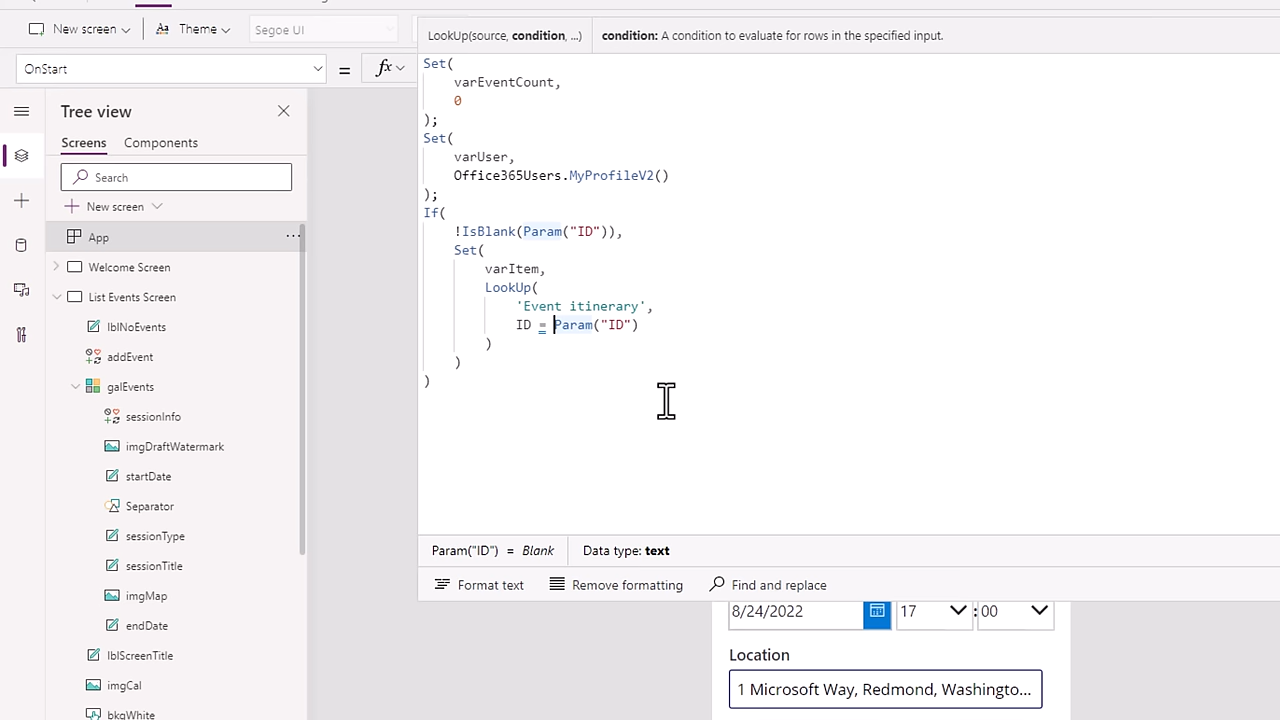 New screen
Theme
Segoe UI
LookUp(source, condition, ...)
condition: A condition to evaluate for rows in the specified input.
OnStart
=
fx
Tree view
Screens
Components
Search
New screen
App
...
Welcome Screen
List Events Screen
lblNoEvents
addEvent
galEvents
sessionInfo
imgDraftWatermark
startDate
Separator
sessionType
sessionTitle
imgMap
endDate
lblScreenTitle
imgCal
bkgWhite
Set(
varEventCount,
0
);
Set(
varUser,
Office365Users.MyProfileV2()
);
If(
!IsBlank(Param("ID")),
Set(
varItem,
LookUp(
'Event itinerary',
ID = Param("ID")
)
)
)
Param("ID") = Blank
Data type: text
Format text
Remove formatting
Find and replace
8/24/2022
17
:
00
Location
1 Microsoft Way, Redmond, Washingto...